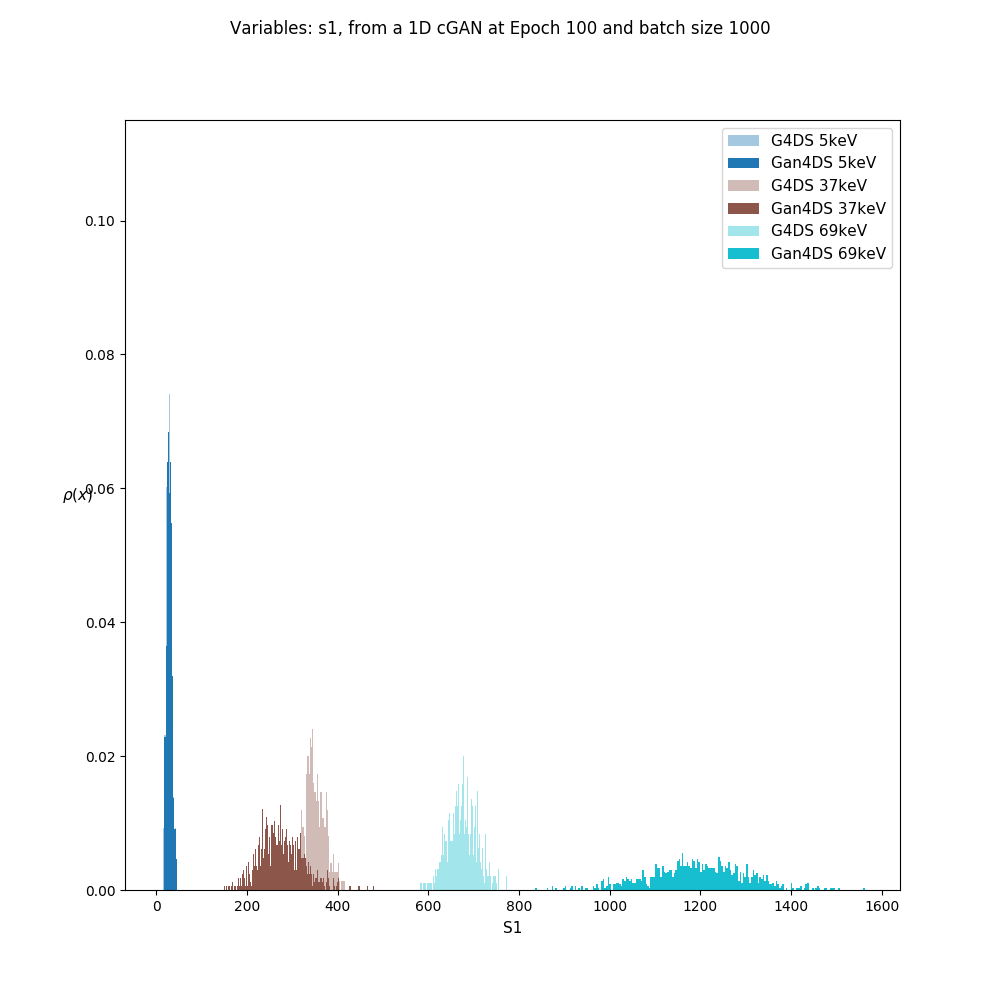 Variables: s1, from a 1D cGAN at Epoch 100 and batch size 1000
G4DS 5keV
Gan4DS 5keV
G4DS 37keV
Gan4DS 37keV
G4DS 69keV
Gan4DS 69keV
0.10
0.08
ρ(x)
0.06
0.04
0.02
0.00
0 200 400 600 800 1000 1200 1400 1600
S1